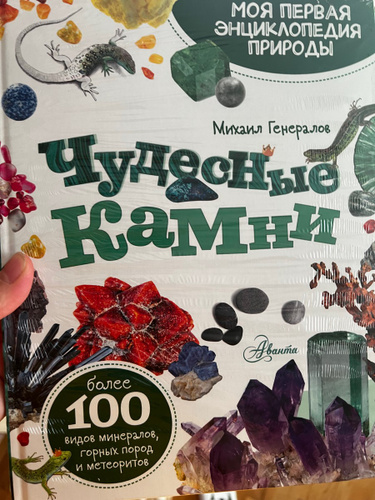 МОЯ ПЕРВАЯ
ЭНЦИКЛОПЕДИЯ
ПРИРОДЫ
Михаил Генералов
Чудесные
Камни
Аванта
более
100
видов минералов,
горных пород
и метеоритов